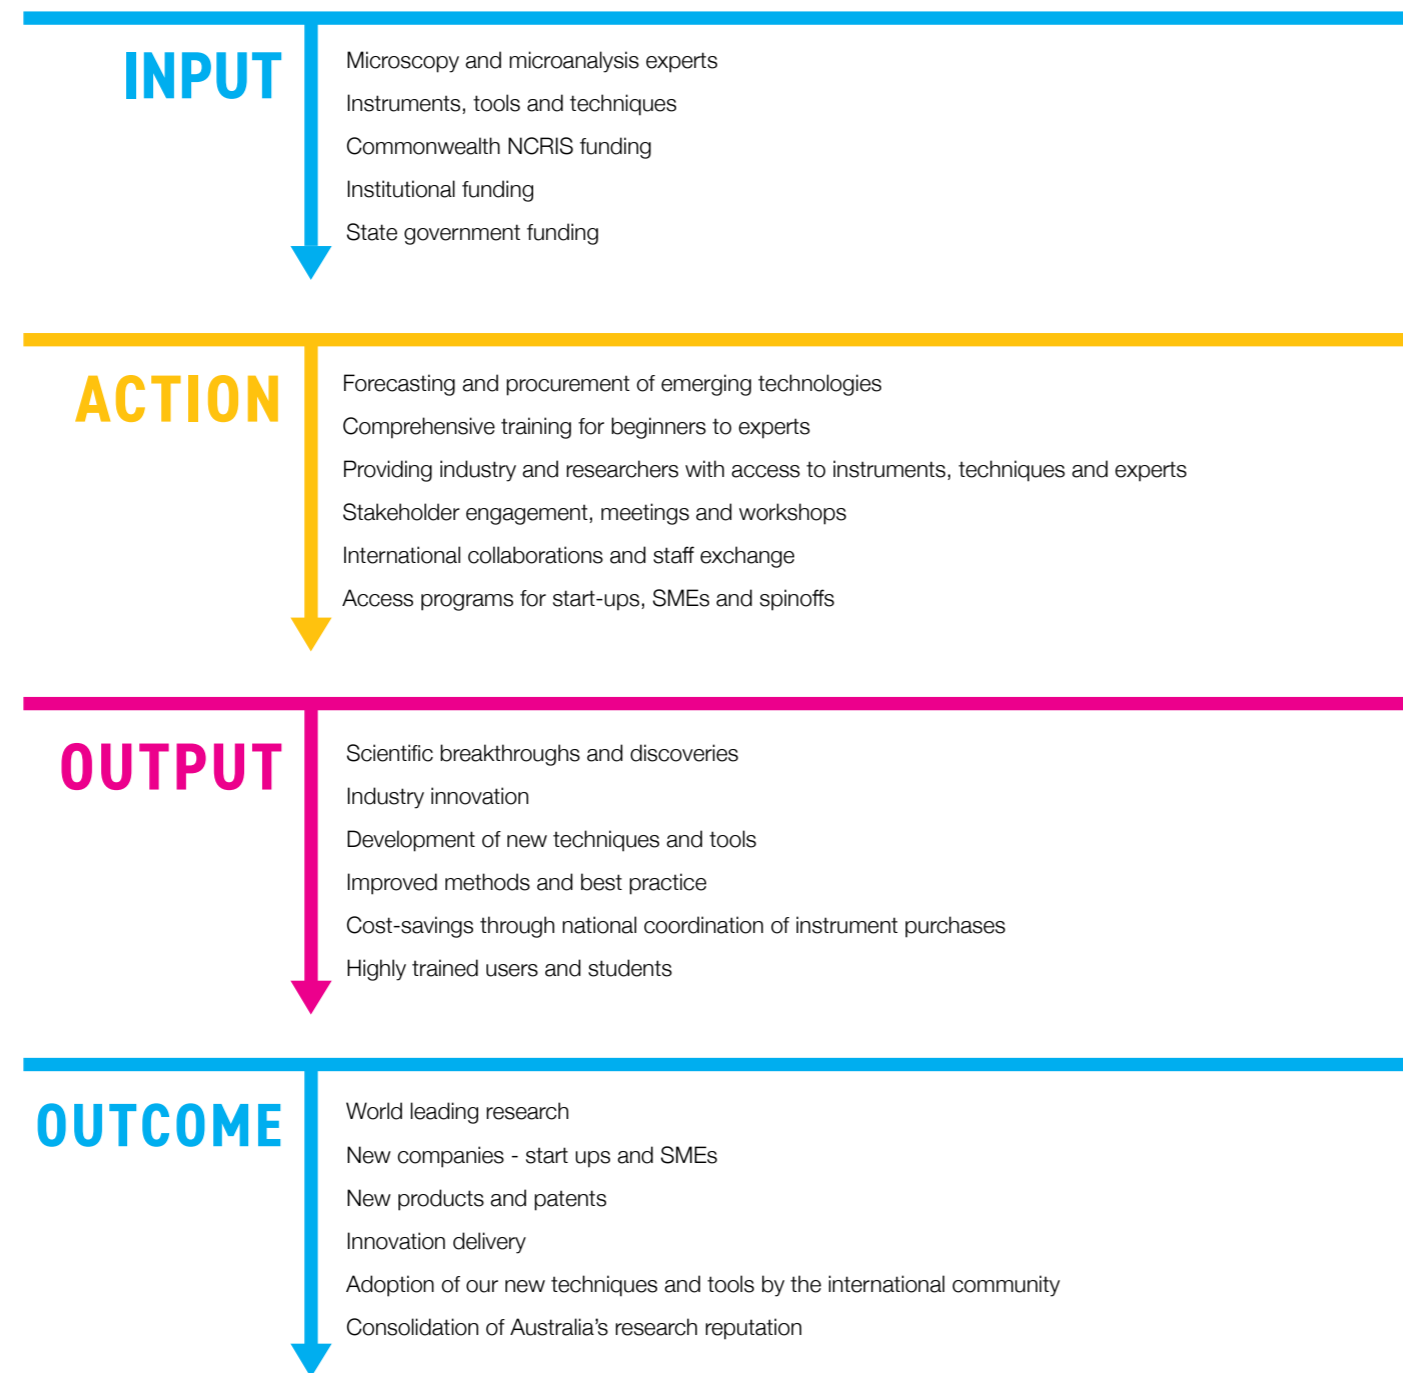 INPUT
Microscopy and microanalysis experts
Instruments, tools and techniques
Commonwealth NCRIS funding
Institutional funding
State government funding
ACTION
Forecasting and procurement of emerging technologies
Comprehensive training for beginners to experts
Providing industry and researchers with access to instruments, techniques and experts
Stakeholder engagement, meetings and workshops
International collaborations and staff exchange
Access programs for start-ups, SMEs and spinoffs
OUTPUT
Scientific breakthroughs and discoveries
Industry innovation
Development of new techniques and tools
Improved methods and best practice
Cost-savings through national coordination of instrument purchases
Highly trained users and students
OUTCOME
World leading research
New companies - start ups and SMEs
New products and patents
Innovation delivery
Adoption of our new techniques and tools by the international community
Consolidation of Australia’s research reputation